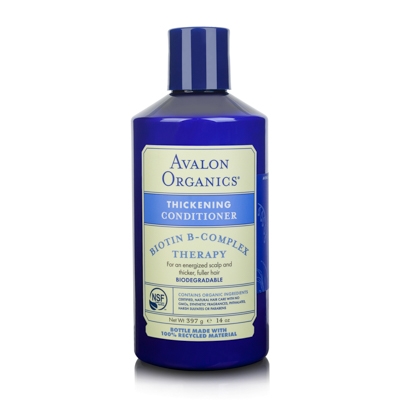 AVALON
ORGANICS®
THICKENING
CONDITIONER
BIOTIN B-COMPLEX
THERAPY
For an energized scalp and
thicker, fuller hair
BIODEGRADABLE
CONTAINS ORGANIC INGREDIENTS
NSF
NET WT 397 g e 14 oz
BOTTLE MADE WITH
100% RECYCLED MATERIAL